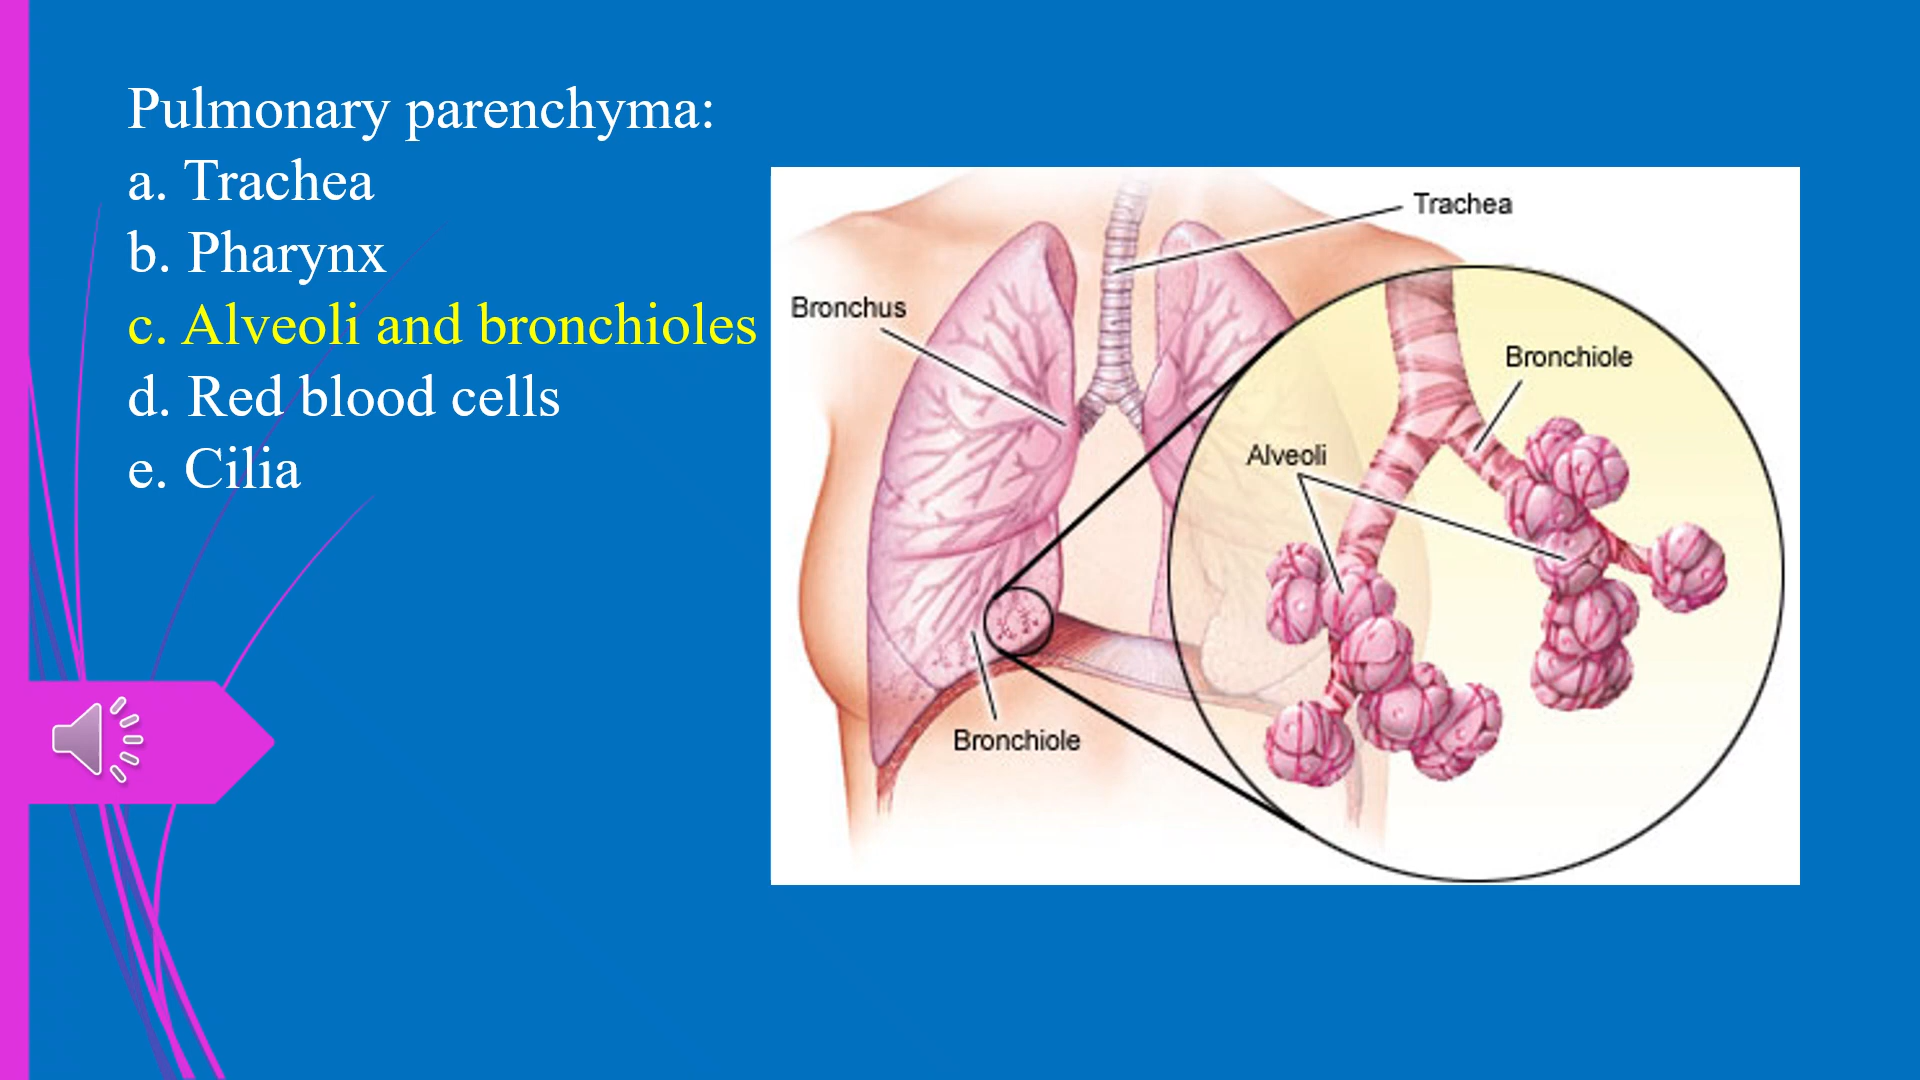 Pulmonary parenchyma:
a. Trachea
b. Pharynx
c. Alveoli and bronchioles
d. Red blood cells
e. Cilia
Trachea
Bronchus
Bronchiole
Alveoli
Bronchiole